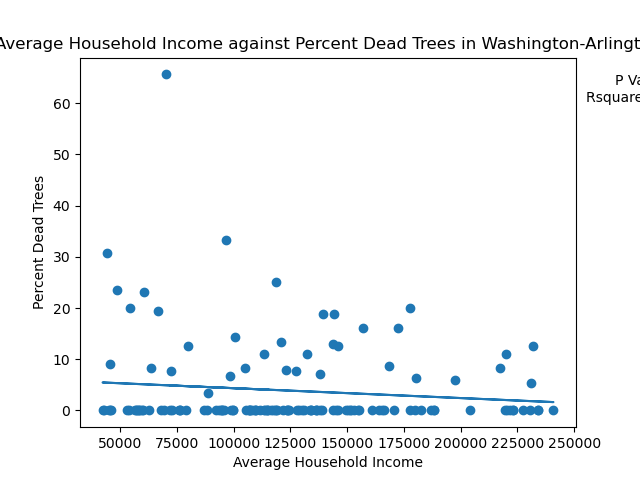 Average Household Income against Percent Dead Trees in Washington-Arlingt
P Va
Rsquare
60
50
40
30
20
10
0
Percent Dead Trees
50000 75000 100000 125000 150000 175000 200000 225000 250000
Average Household Income